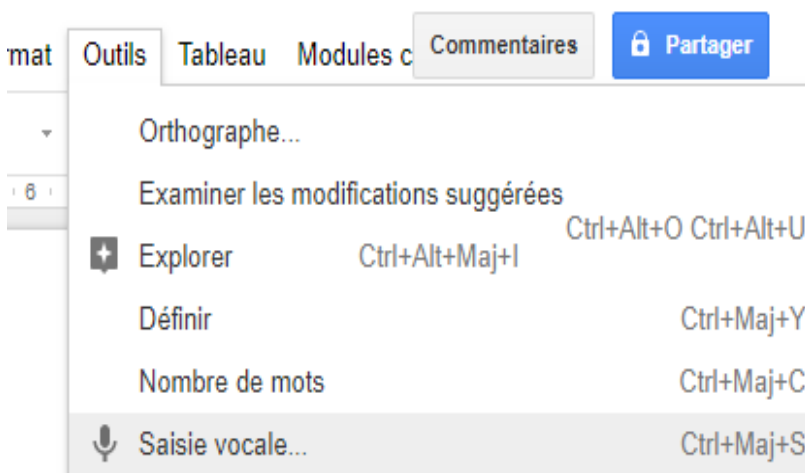 rmat Outils Tableau Modules c Commentaires Partager
Orthographe...
6
Examiner les modifications suggérées
Ctrl+Alt+O Ctrl+Alt+U
Explorer Ctrl+Alt+Maj+I
Définir Ctrl+Maj+Y
Nombre de mots Ctrl+Maj+C
Saisie vocale... Ctrl+Maj+S